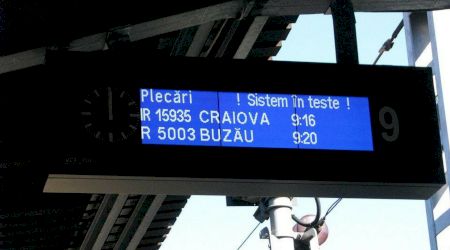 Plecări ! Sistem în teste !
IR 15935 CRAIOVA 9:16
R 5003 BUZĂU 9:20
9